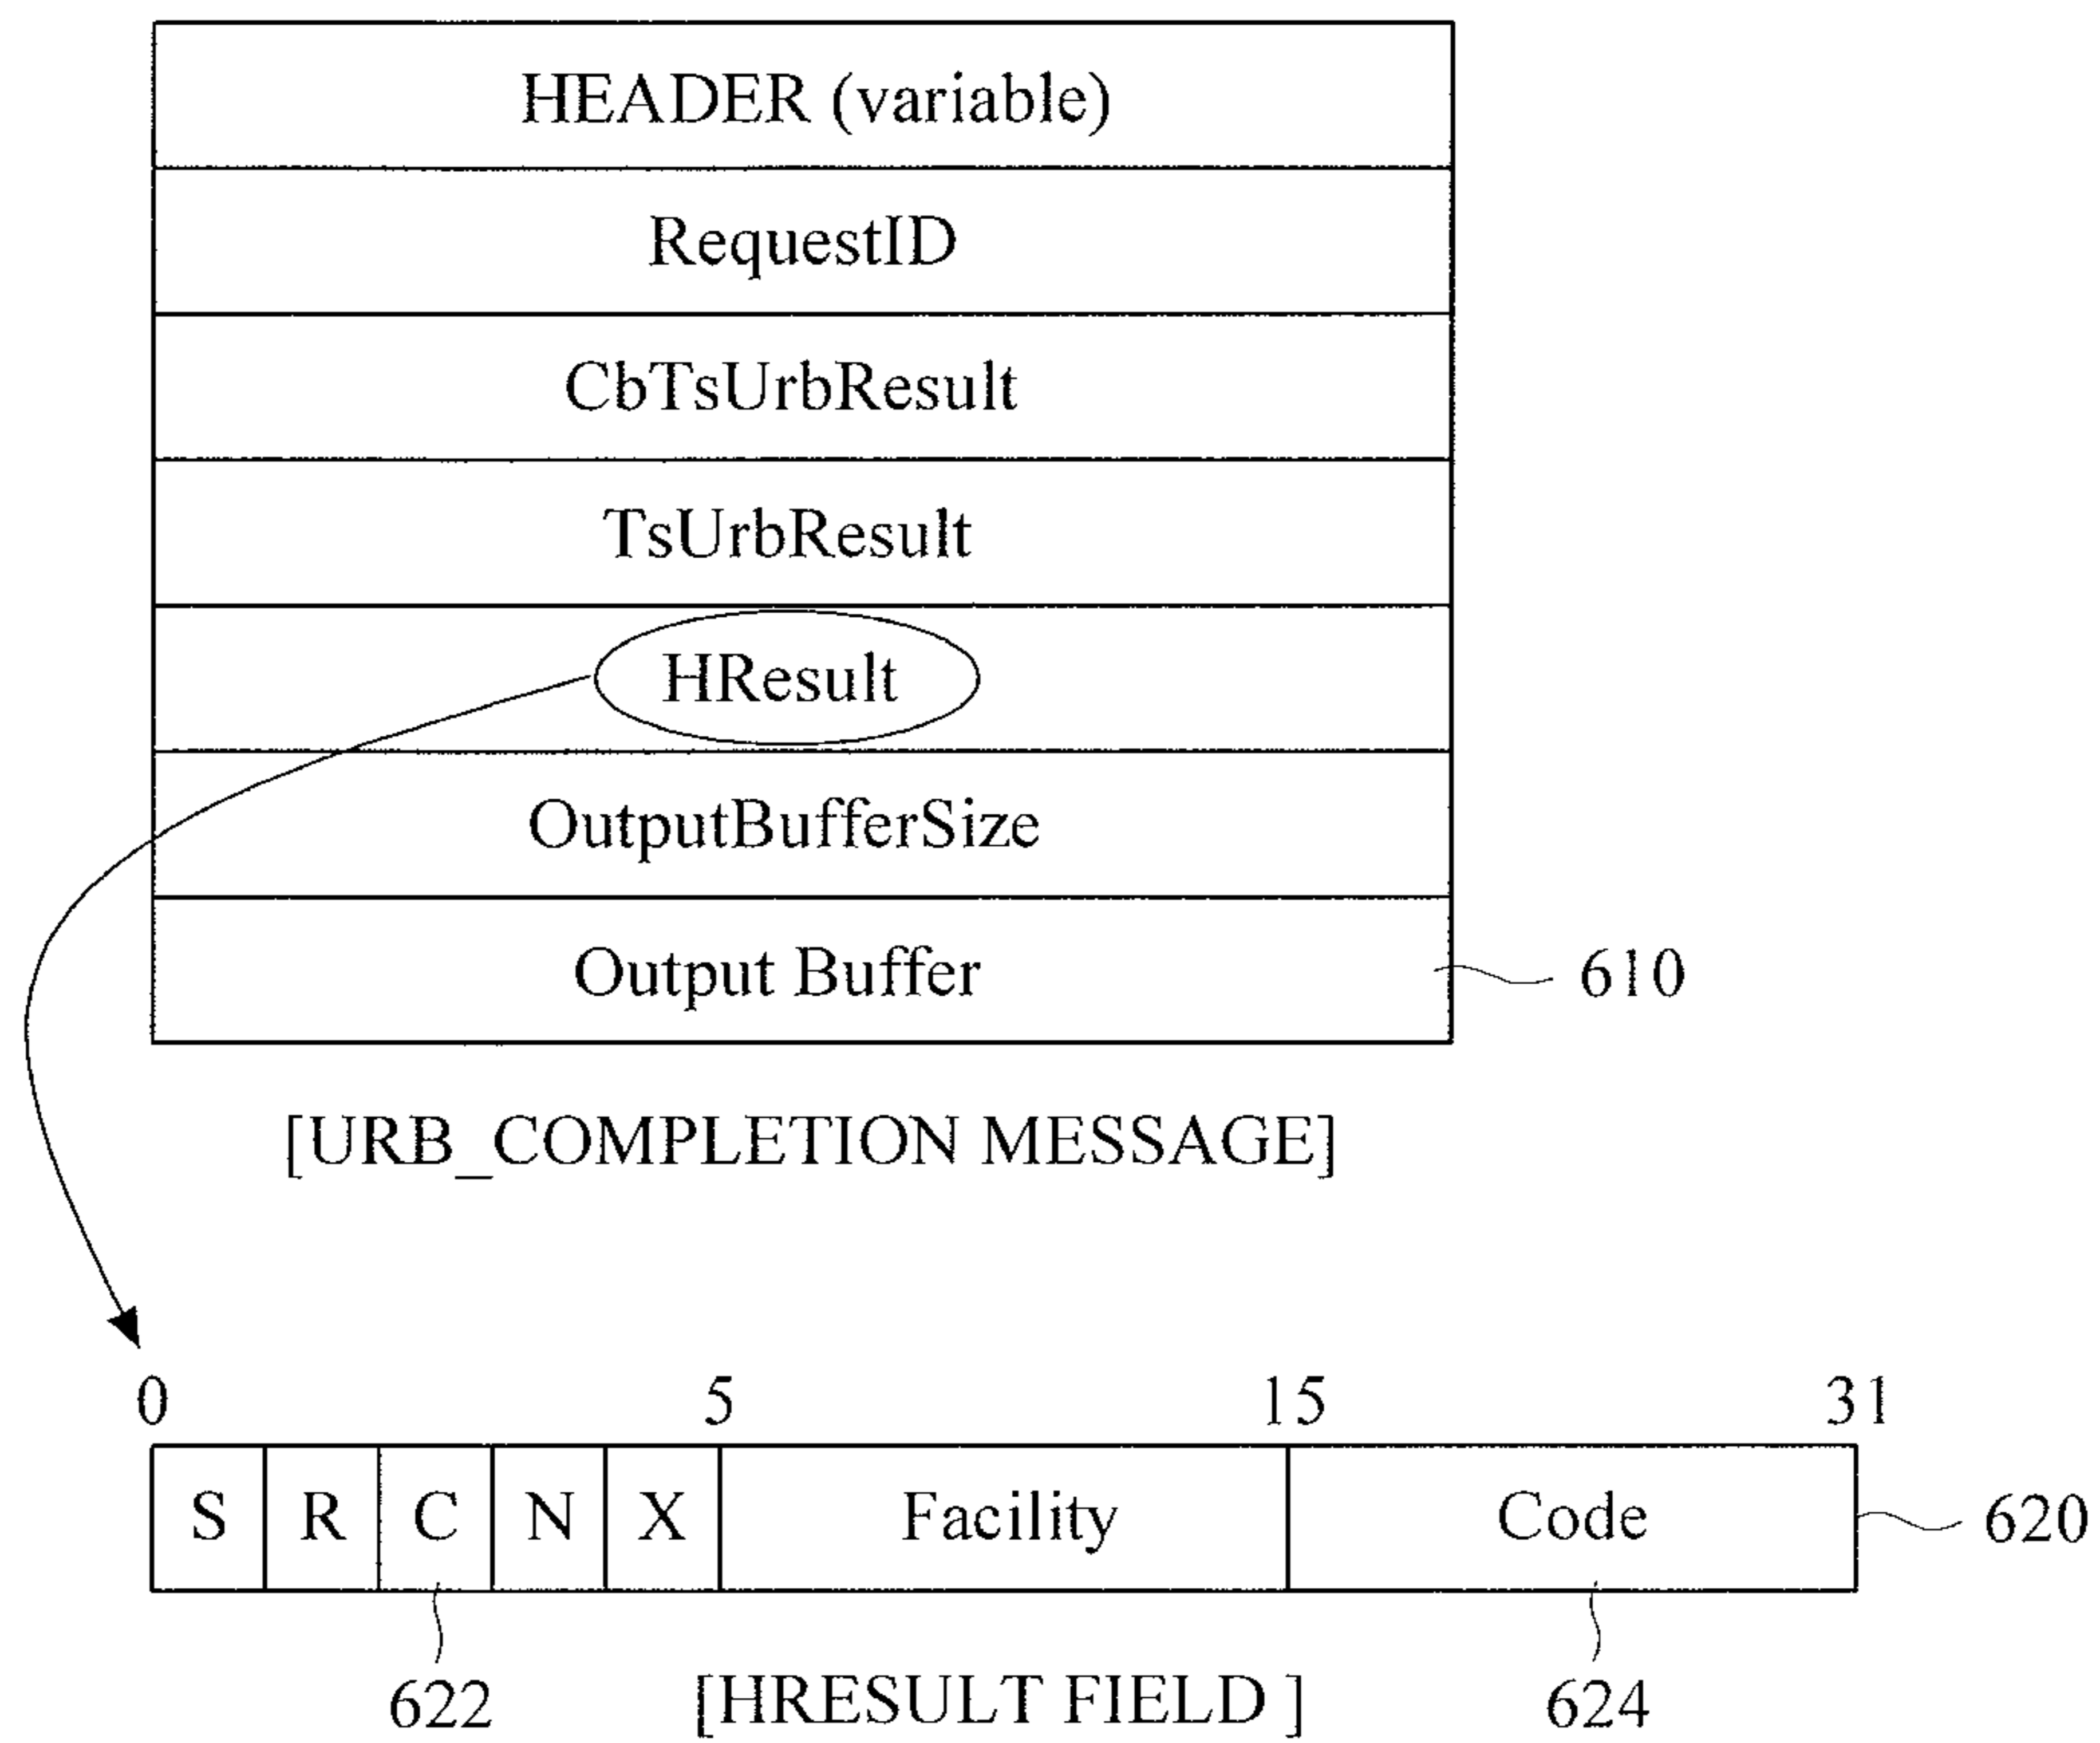 HEADER (variable)
RequestID
CbTsUrbResult
TsUrbResult
HResult
OutputBufferSize
Output Buffer
610
[URB_COMPLETION MESSAGE]
0 5 15 31
S R C N X Facility Code
620
622 [HRESULT FIELD ] 624